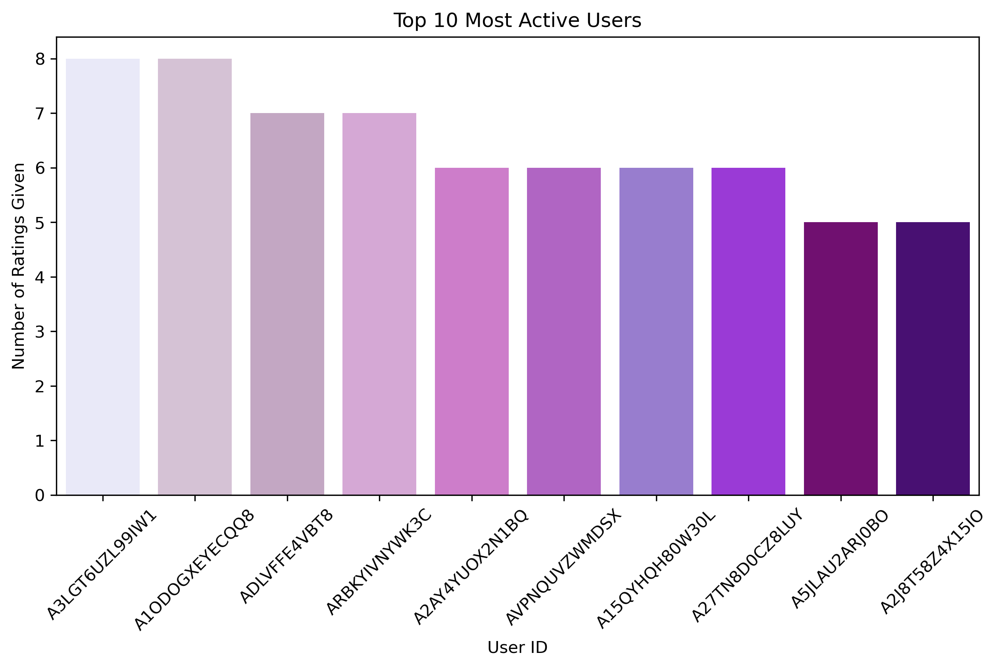 Top 10 Most Active Users
Number of Ratings Given
8
7
6
5
4
3
2
1
0
A3LGT6UZL99IW1
A1ODOGXEYECQQ8
ADLVFFE4VBT8
ARBKYIVNYWK3C
A2AY4YUOX2N1BQ
AVPNQUVZWMDSX
A15QYHQH80W30L
A27TN8D0CZ8LUY
A5JLAU2ARJ0BO
A2J8T58Z4X15IO
User ID